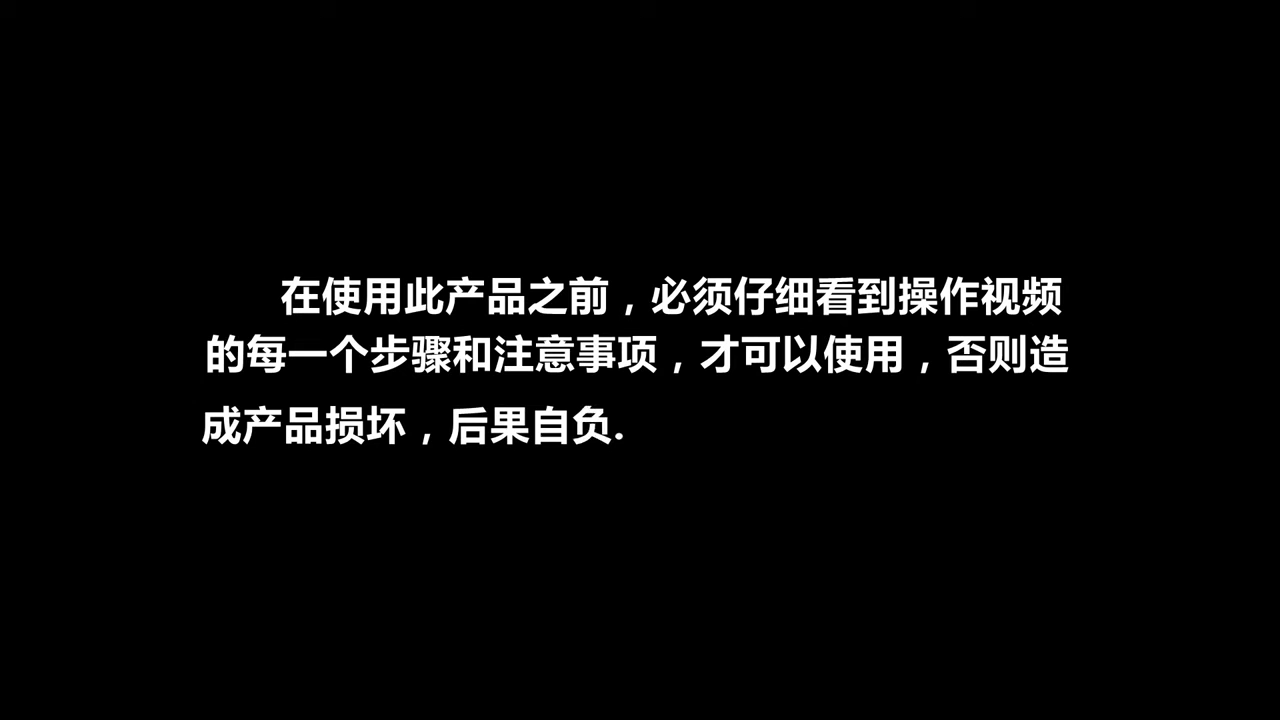 在使用此产品之前，必须仔细看到操作视频
的每一个步骤和注意事项，才可以使用，否则造
成产品损坏，后果自负.